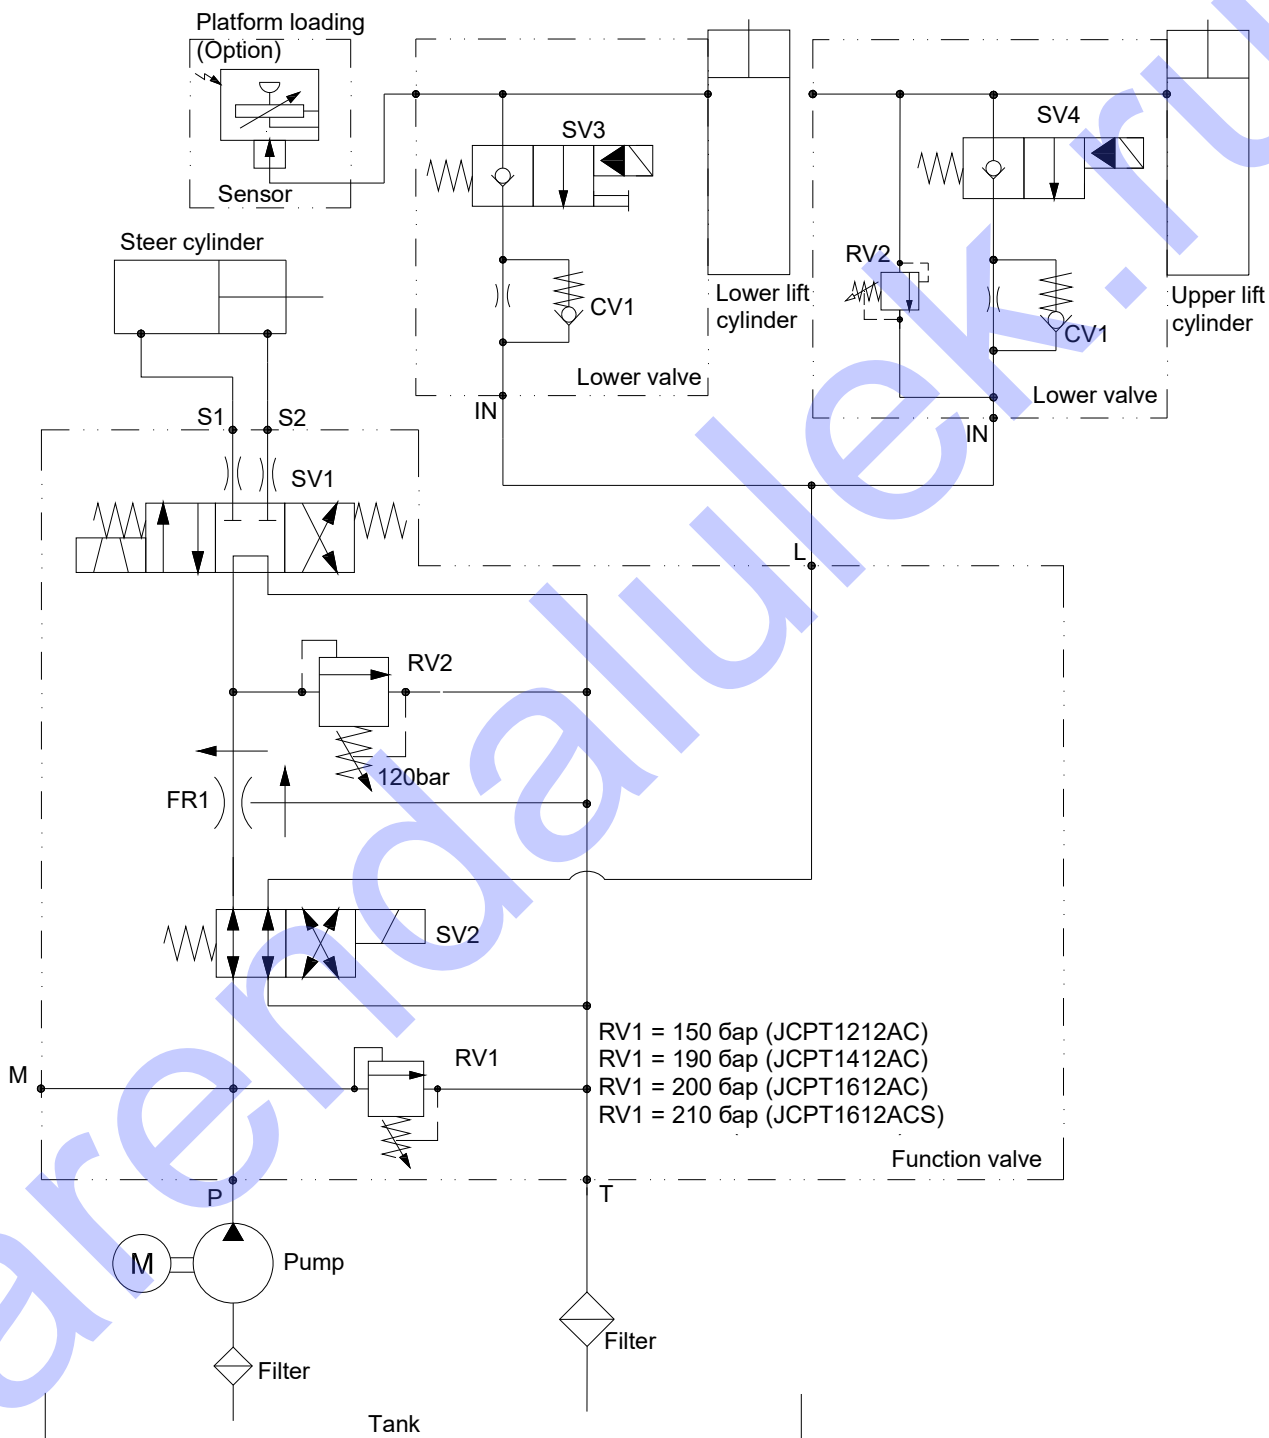 Platform loading
(Option)
Sensor
SV3
SV4
Steer cylinder
RV2
CV1
Lower lift
cylinder
CV1
Upper lift
cylinder
Lower valve
Lower valve
IN
IN
S1
S2
SV1
L
RV2
120bar
FR1
SV2
RV1 = 150 бар (JCPT1212AC)
RV1 = 190 бар (JCPT1412AC)
RV1 = 200 бар (JCPT1612AC)
RV1 = 210 бар (JCPT1612ACS)
RV1
M
Function valve
P
T
M
Pump
Filter
Filter
Tank
arendalulek.ru